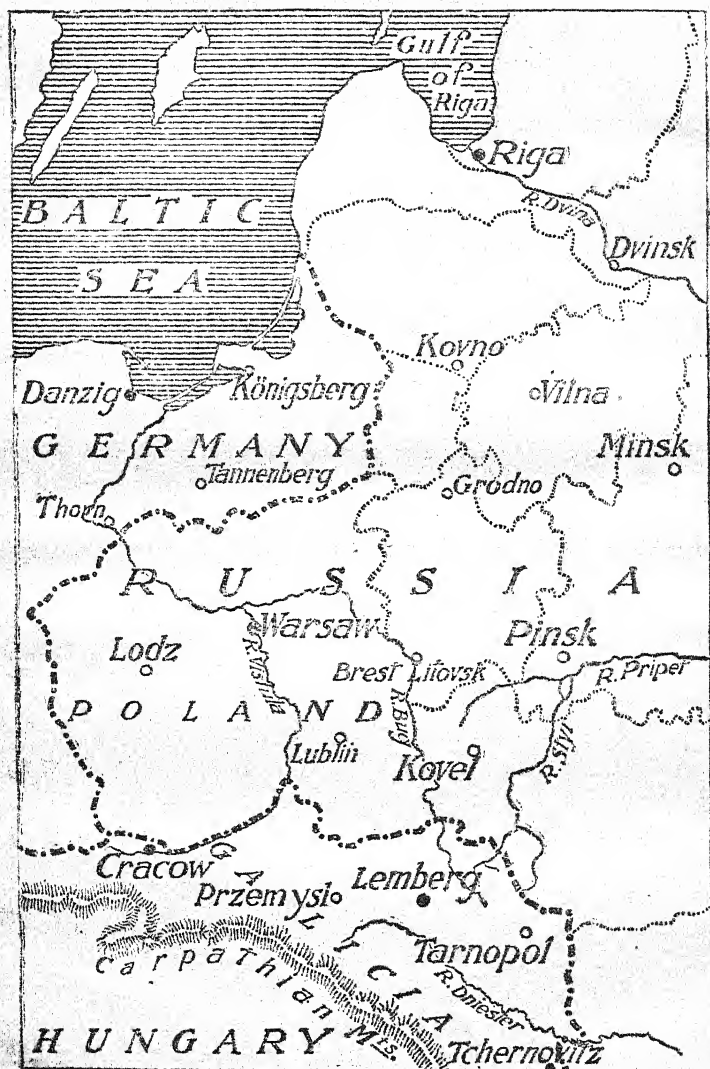 Gulf
of
Riga
Riga
BALTIC
R. Dvina
Dvinsk
SEA
Kovno
Danzig
Königsberg
Vilna
GERMANY
Minsk
Tannenberg
Grodno
Thorn
RUSSIA
Warsaw
Pinsk
Lodz
R. Vistula
Brest Litovsk
R. Pripet
POLAND
R. Bug
Lublin
Kovel
R. Styl
Cracow
GALICIA
Przemysl
Lemberg
Tarnopol
Carpathian Mts.
R. Dniester
HUNGARY
Tchernovitz